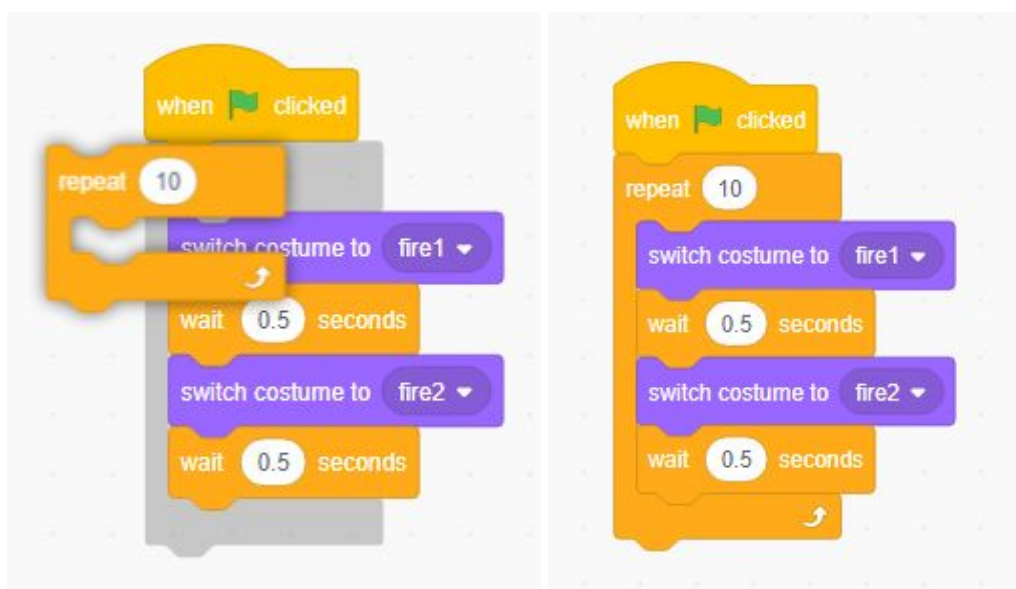 when clicked
repeat 10
switch costume to fire1
wait 0.5 seconds
switch costume to fire2
wait 0.5 seconds
when clicked
repeat 10
switch costume to fire1
wait 0.5 seconds
switch costume to fire2
wait 0.5 seconds